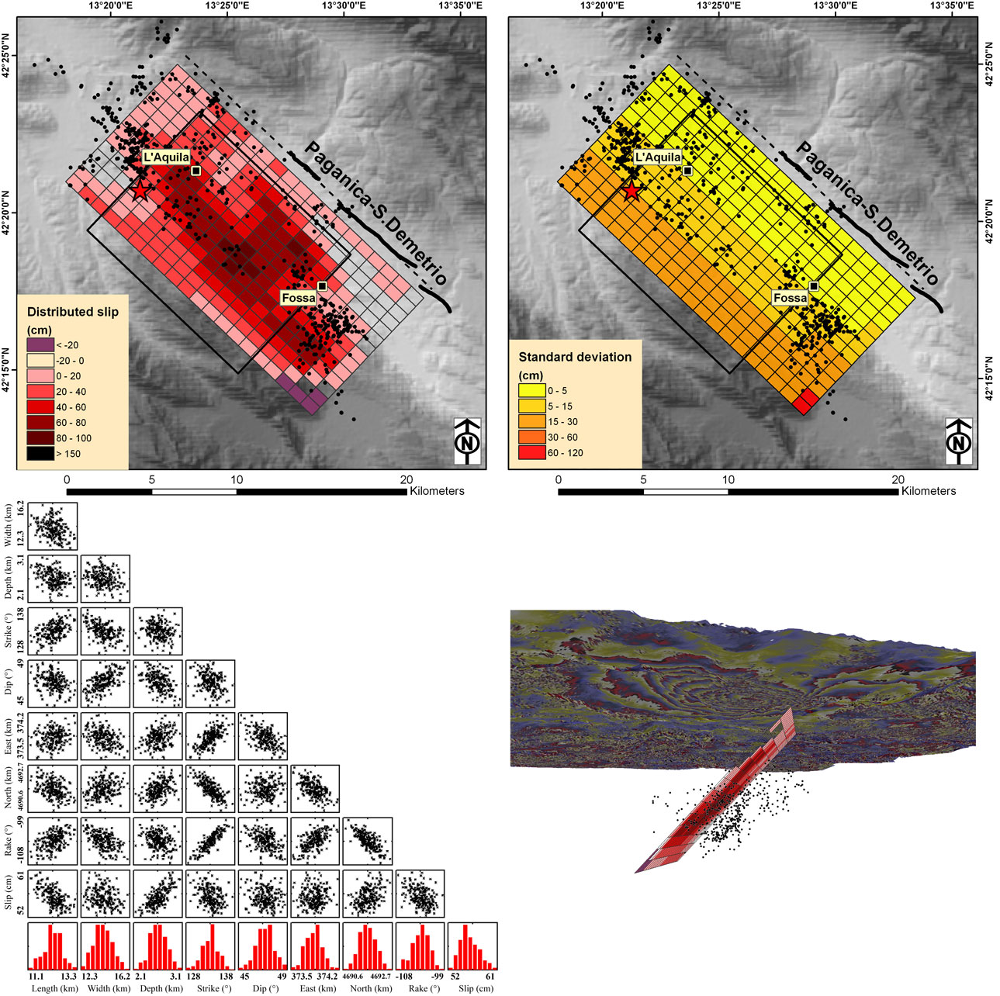 13°20'0"E 13°25'0"E 13°30'0"E 13°35'0"E
13°20'0"E 13°25'0"E 13°30'0"E 13°35'0"E
42°25'0"N
42°20'0"N
42°15'0"N
42°25'0"N
42°20'0"N
42°15'0"N
L'Aquila
Fossa
Paganica-S.Demetrio
Distributed slip
(cm)
< -20
-20 - 0
0 - 20
20 - 40
40 - 60
60 - 80
80 - 100
> 150
N
0 5 10 20
Kilometers
L'Aquila
Fossa
Paganica-S.Demetrio
Standard deviation
(cm)
0 - 5
5 - 15
15 - 30
30 - 60
60 - 120
N
0 5 10 20
Kilometers
Width (km)
12.3 16.2
Depth (km)
2.1 3.1
Strike (°)
128 138
Dip (°)
45 49
East (km)
373.5 374.2
North (km)
4690.6 4692.7
Rake (°)
-108 -99
Slip (cm)
52 61
11.1 13.3 12.3 16.2 2.1 3.1 128 138 45 49 373.5 374.2 4690.6 4692.7 -108 -99 52 61
Length (km) Width (km) Depth (km) Strike (°) Dip (°) East (km) North (km) Rake (°) Slip (cm)